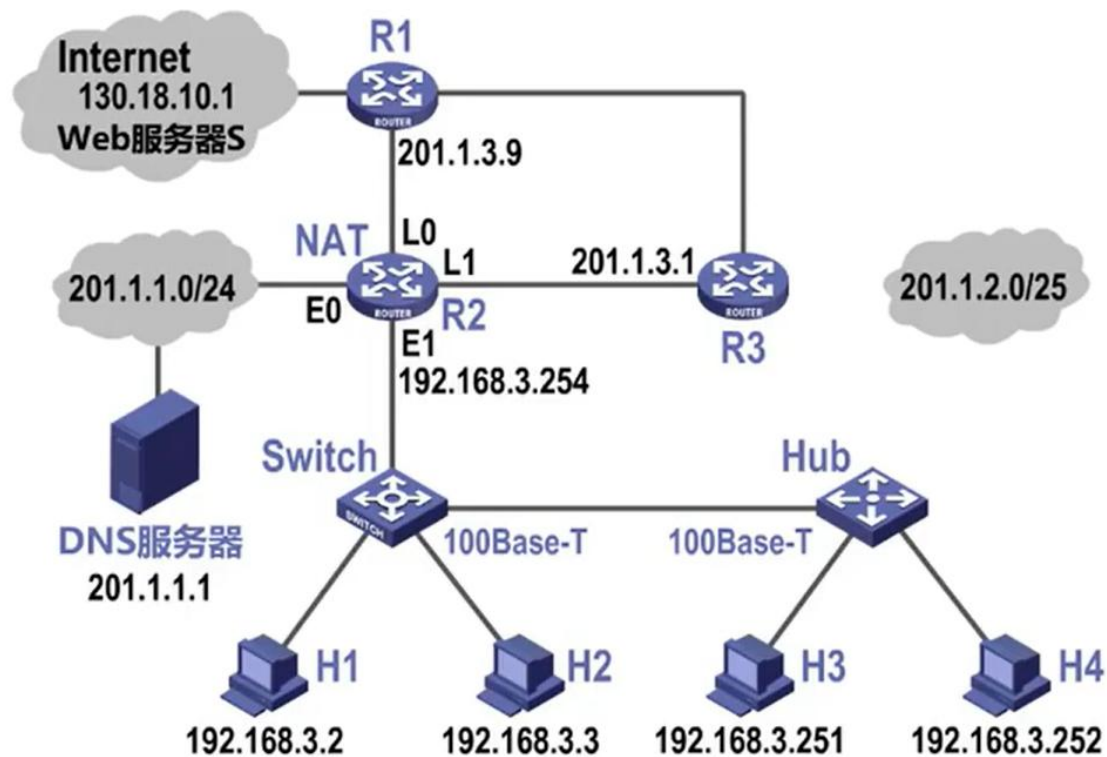 R1
Internet
130.18.10.1
Web服务器S
ROUTER
201.1.3.9
NAT
L0
L1
201.1.3.1
201.1.1.0/24
201.1.2.0/25
E0
ROUTER
R2
ROUTER
R3
E1
192.168.3.254
Switch
Hub
SWITCH
100Base-T
100Base-T
DNS服务器
201.1.1.1
H1
H2
H3
H4
192.168.3.2
192.168.3.3
192.168.3.251
192.168.3.252